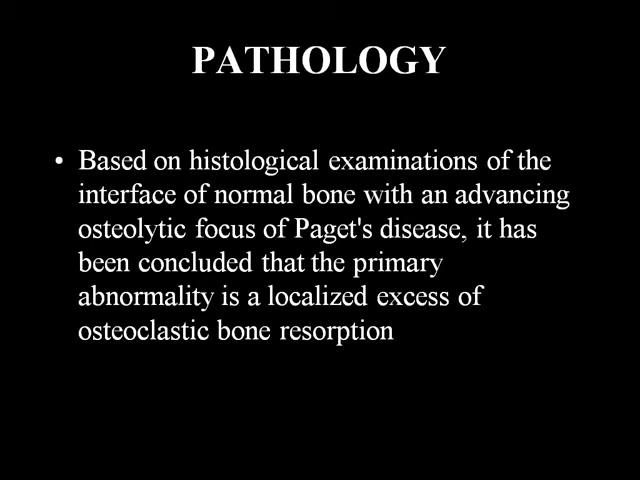 PATHOLOGY
• Based on histological examinations of the
interface of normal bone with an advancing
osteolytic focus of Paget's disease, it has
been concluded that the primary
abnormality is a localized excess of
osteoclastic bone resorption